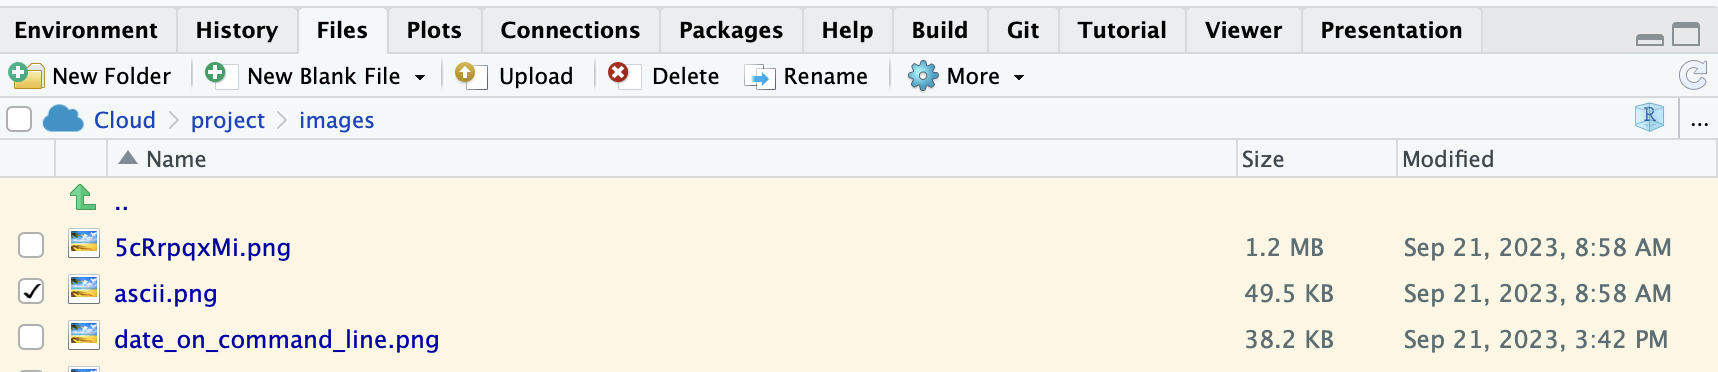 Environment History Files Plots Connections Packages Help Build Git Tutorial Viewer Presentation
New Folder New Blank File Upload Delete Rename More
Cloud project images R ...
Name Size Modified
..
5cRrpqxMi.png 1.2 MB Sep 21, 2023, 8:58 AM
ascii.png 49.5 KB Sep 21, 2023, 8:58 AM
date_on_command_line.png 38.2 KB Sep 21, 2023, 3:42 PM